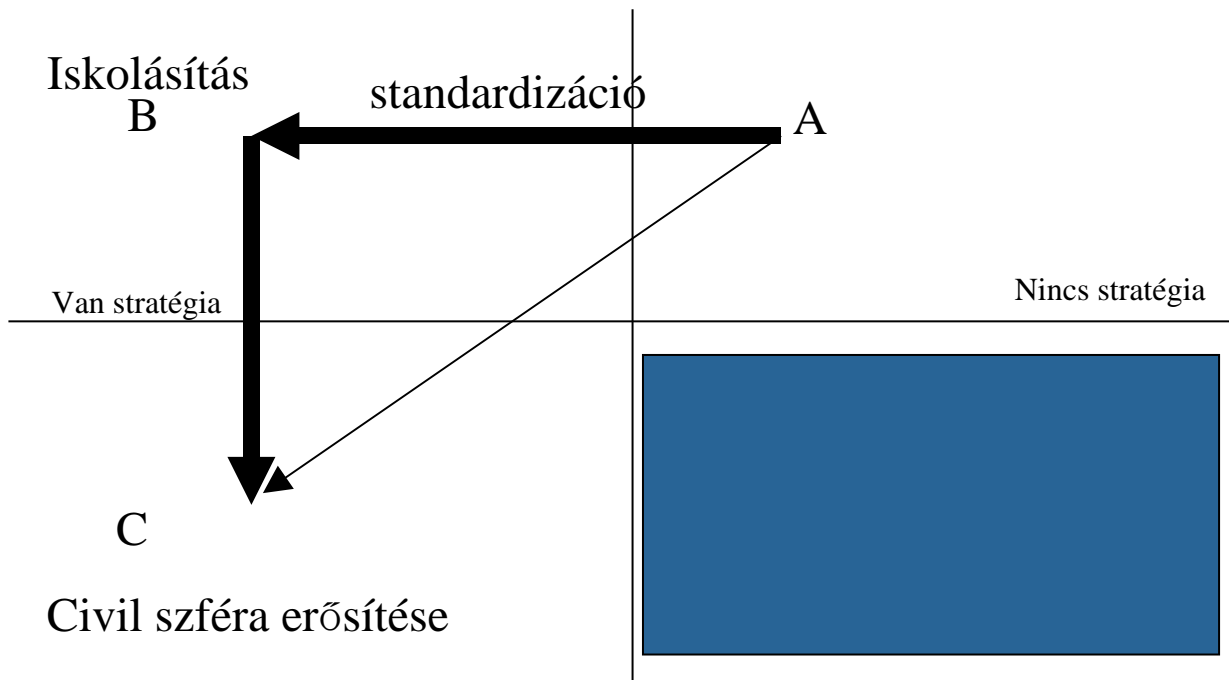 Iskolásítás
B
standardizáció
A
Van stratégia
Nincs stratégia
C
Civil szféra erősítése